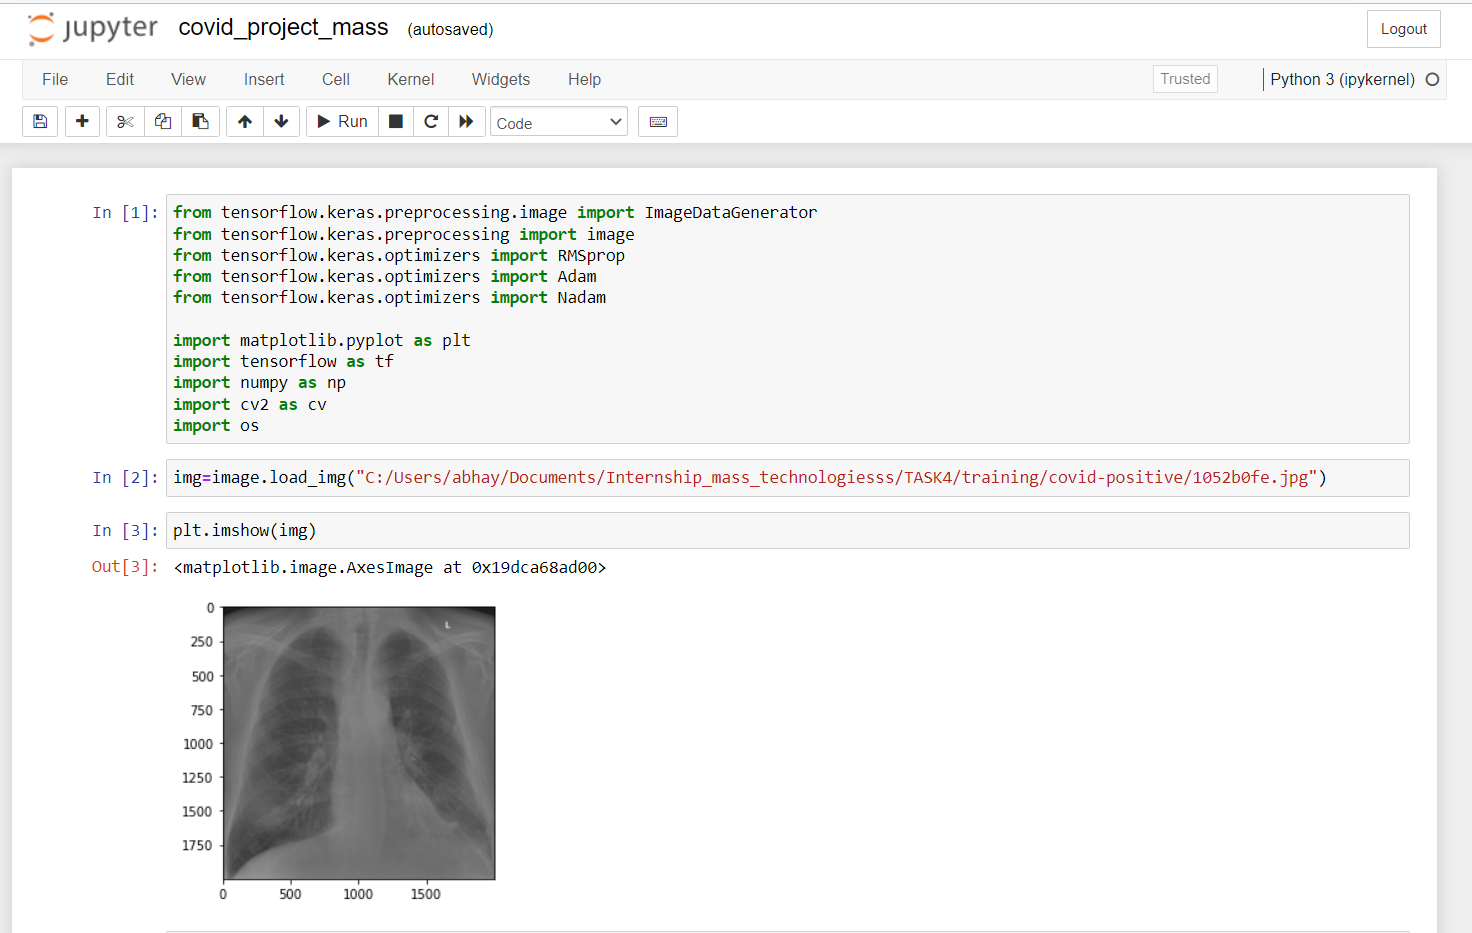 jupyter covid_project_mass (autosaved) Logout
File Edit View Insert Cell Kernel Widgets Help Trusted Python 3 (ipykernel)
Run Code
In [1]: from tensorflow.keras.preprocessing.image import ImageDataGenerator
from tensorflow.keras.preprocessing import image
from tensorflow.keras.optimizers import RMSprop
from tensorflow.keras.optimizers import Adam
from tensorflow.keras.optimizers import Nadam
import matplotlib.pyplot as plt
import tensorflow as tf
import numpy as np
import cv2 as cv
import os
In [2]: img=image.load_img("C:/Users/abhay/Documents/Internship_mass_technologiesss/TASK4/training/covid-positive/1052b0fe.jpg")
In [3]: plt.imshow(img)
Out[3]: <matplotlib.image.AxesImage at 0x19dca68ad00>
0
L
250
500
750
1000
1250
1500
1750
0 500 1000 1500